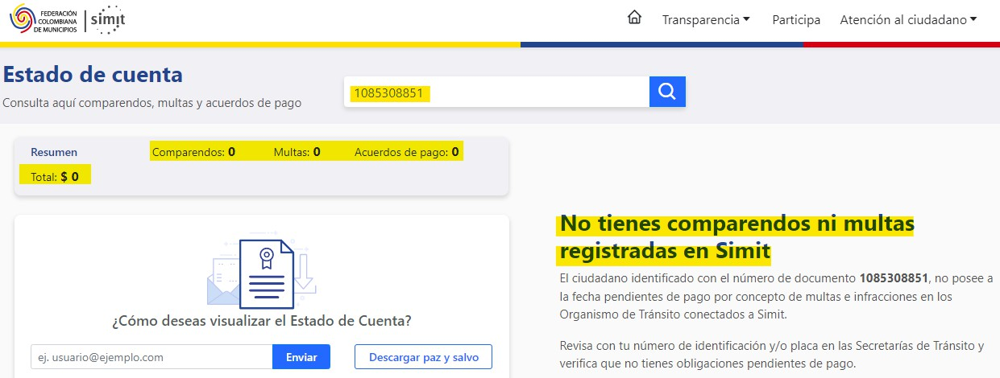 FEDERACIÓN
COLOMBIANA
DE MUNICIPIOS
simit
Transparencia
Participa
Atención al ciudadano
Estado de cuenta
Consulta aquí comparendos, multas y acuerdos de pago
1085308851
Resumen Comparendos: 0 Multas: 0 Acuerdos de pago: 0
Total: $ 0
¿Cómo deseas visualizar el Estado de Cuenta?
ej. usuario@ejemplo.com Enviar Descargar paz y salvo
No tienes comparendos ni multas
registradas en Simit
El ciudadano identificado con el número de documento 1085308851, no posee a
la fecha pendientes de pago por concepto de multas e infracciones en los
Organismo de Tránsito conectados a Simit.
Revisa con tu número de identificación y/o placa en las Secretarías de Tránsito y
verifica que no tienes obligaciones pendientes de pago.